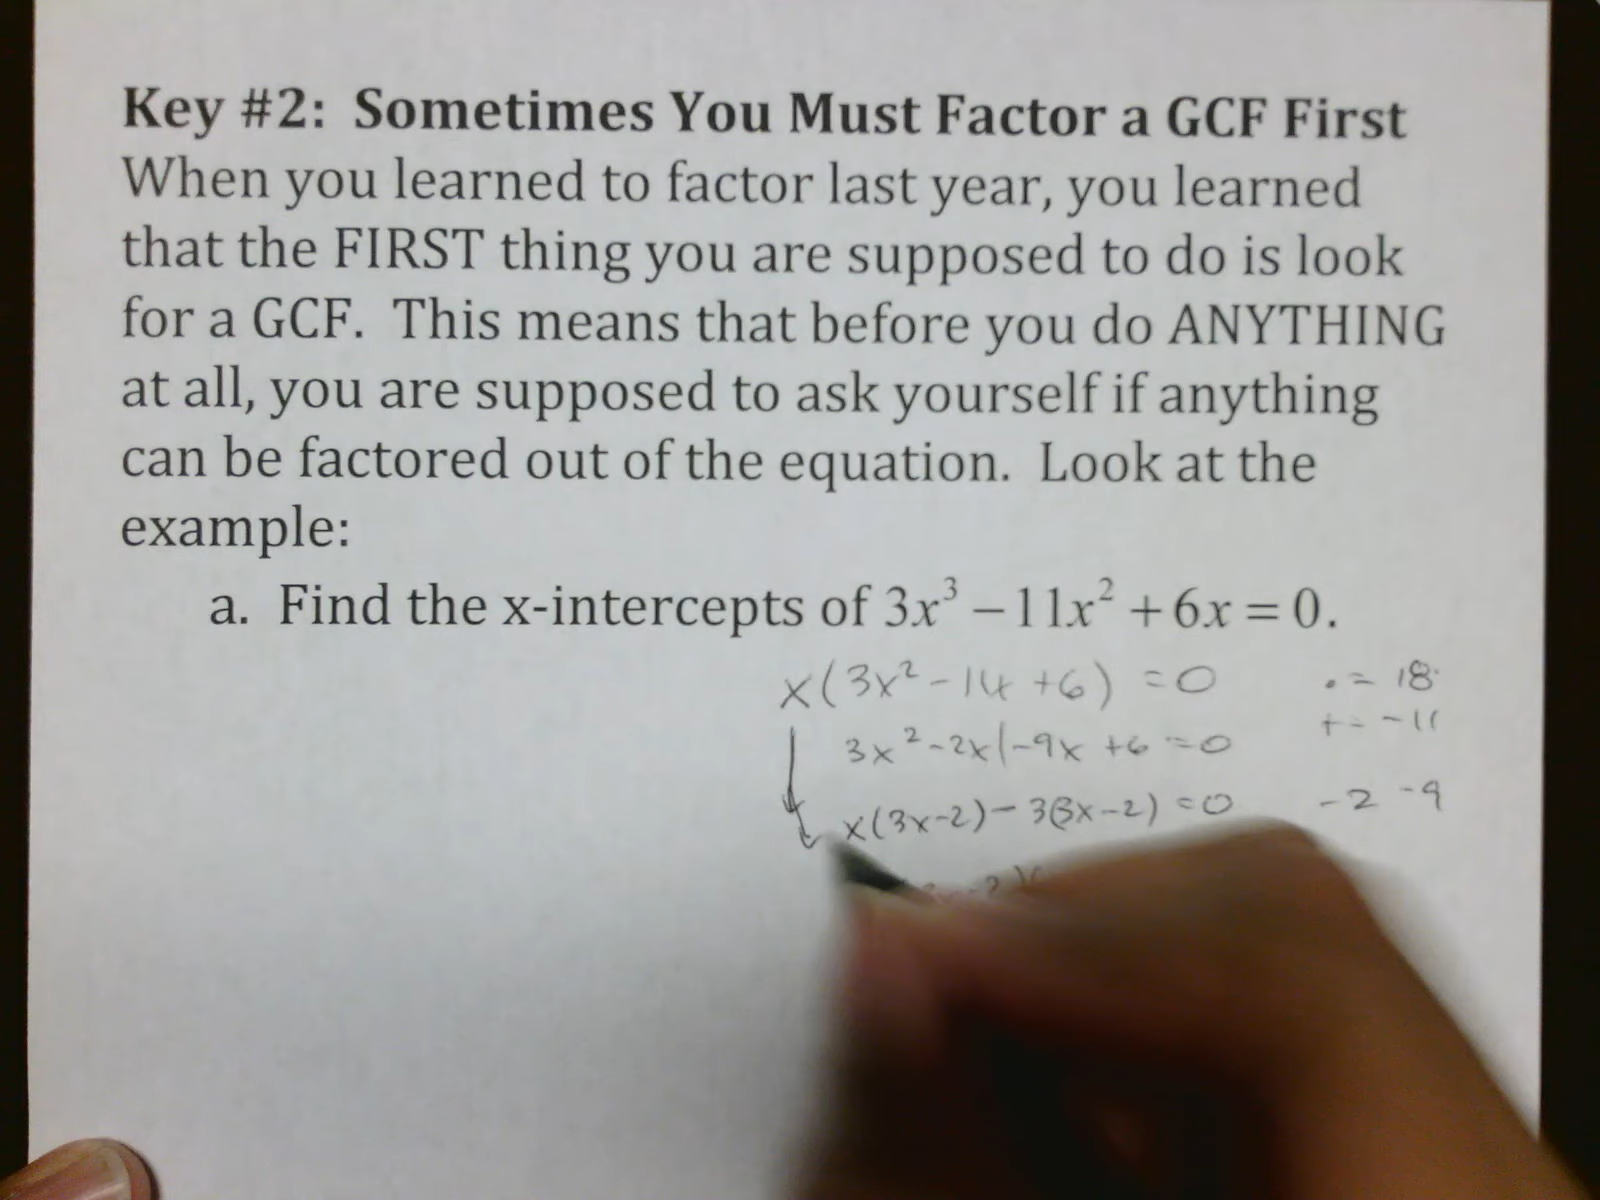 Key #2: Sometimes You Must Factor a GCF First
When you learned to factor last year, you learned
that the FIRST thing you are supposed to do is look
for a GCF. This means that before you do ANYTHING
at all, you are supposed to ask yourself if anything
can be factored out of the equation. Look at the
example:
a. Find the x-intercepts of 3x³ – 11x² + 6x = 0.
x(3x² - 11x + 6) = 0
· = 18
+ = -11
3x² - 2x | - 9x + 6 = 0
x(3x-2) - 3(3x-2) = 0
-2 -9